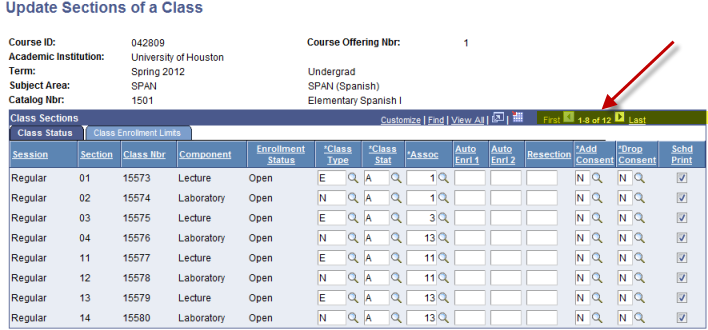 Update Sections of a Class
Course ID: 042809 Course Offering Nbr: 1
Academic Institution: University of Houston
Term: Spring 2012 Undergrad
Subject Area: SPAN SPAN (Spanish)
Catalog Nbr: 1501 Elementary Spanish I
Class Sections Customize | Find | View All | First 1-8 of 12 Last
Class Status Class Enrollment Limits
Session Section Class Nbr Component Enrollment Status *Class Type *Class Stat *Assoc Auto Enrl 1 Auto Enrl 2 Resection *Add Consent *Drop Consent Schd Print
Regular 01 15573 Lecture Open E A 1 N N
Regular 02 15574 Laboratory Open N A 1 N N
Regular 03 15575 Lecture Open E A 3 N N
Regular 04 15576 Laboratory Open N A 13 N N
Regular 11 15577 Lecture Open E A 11 N N
Regular 12 15578 Laboratory Open N A 11 N N
Regular 13 15579 Lecture Open E A 13 N N
Regular 14 15580 Laboratory Open N A 13 N N